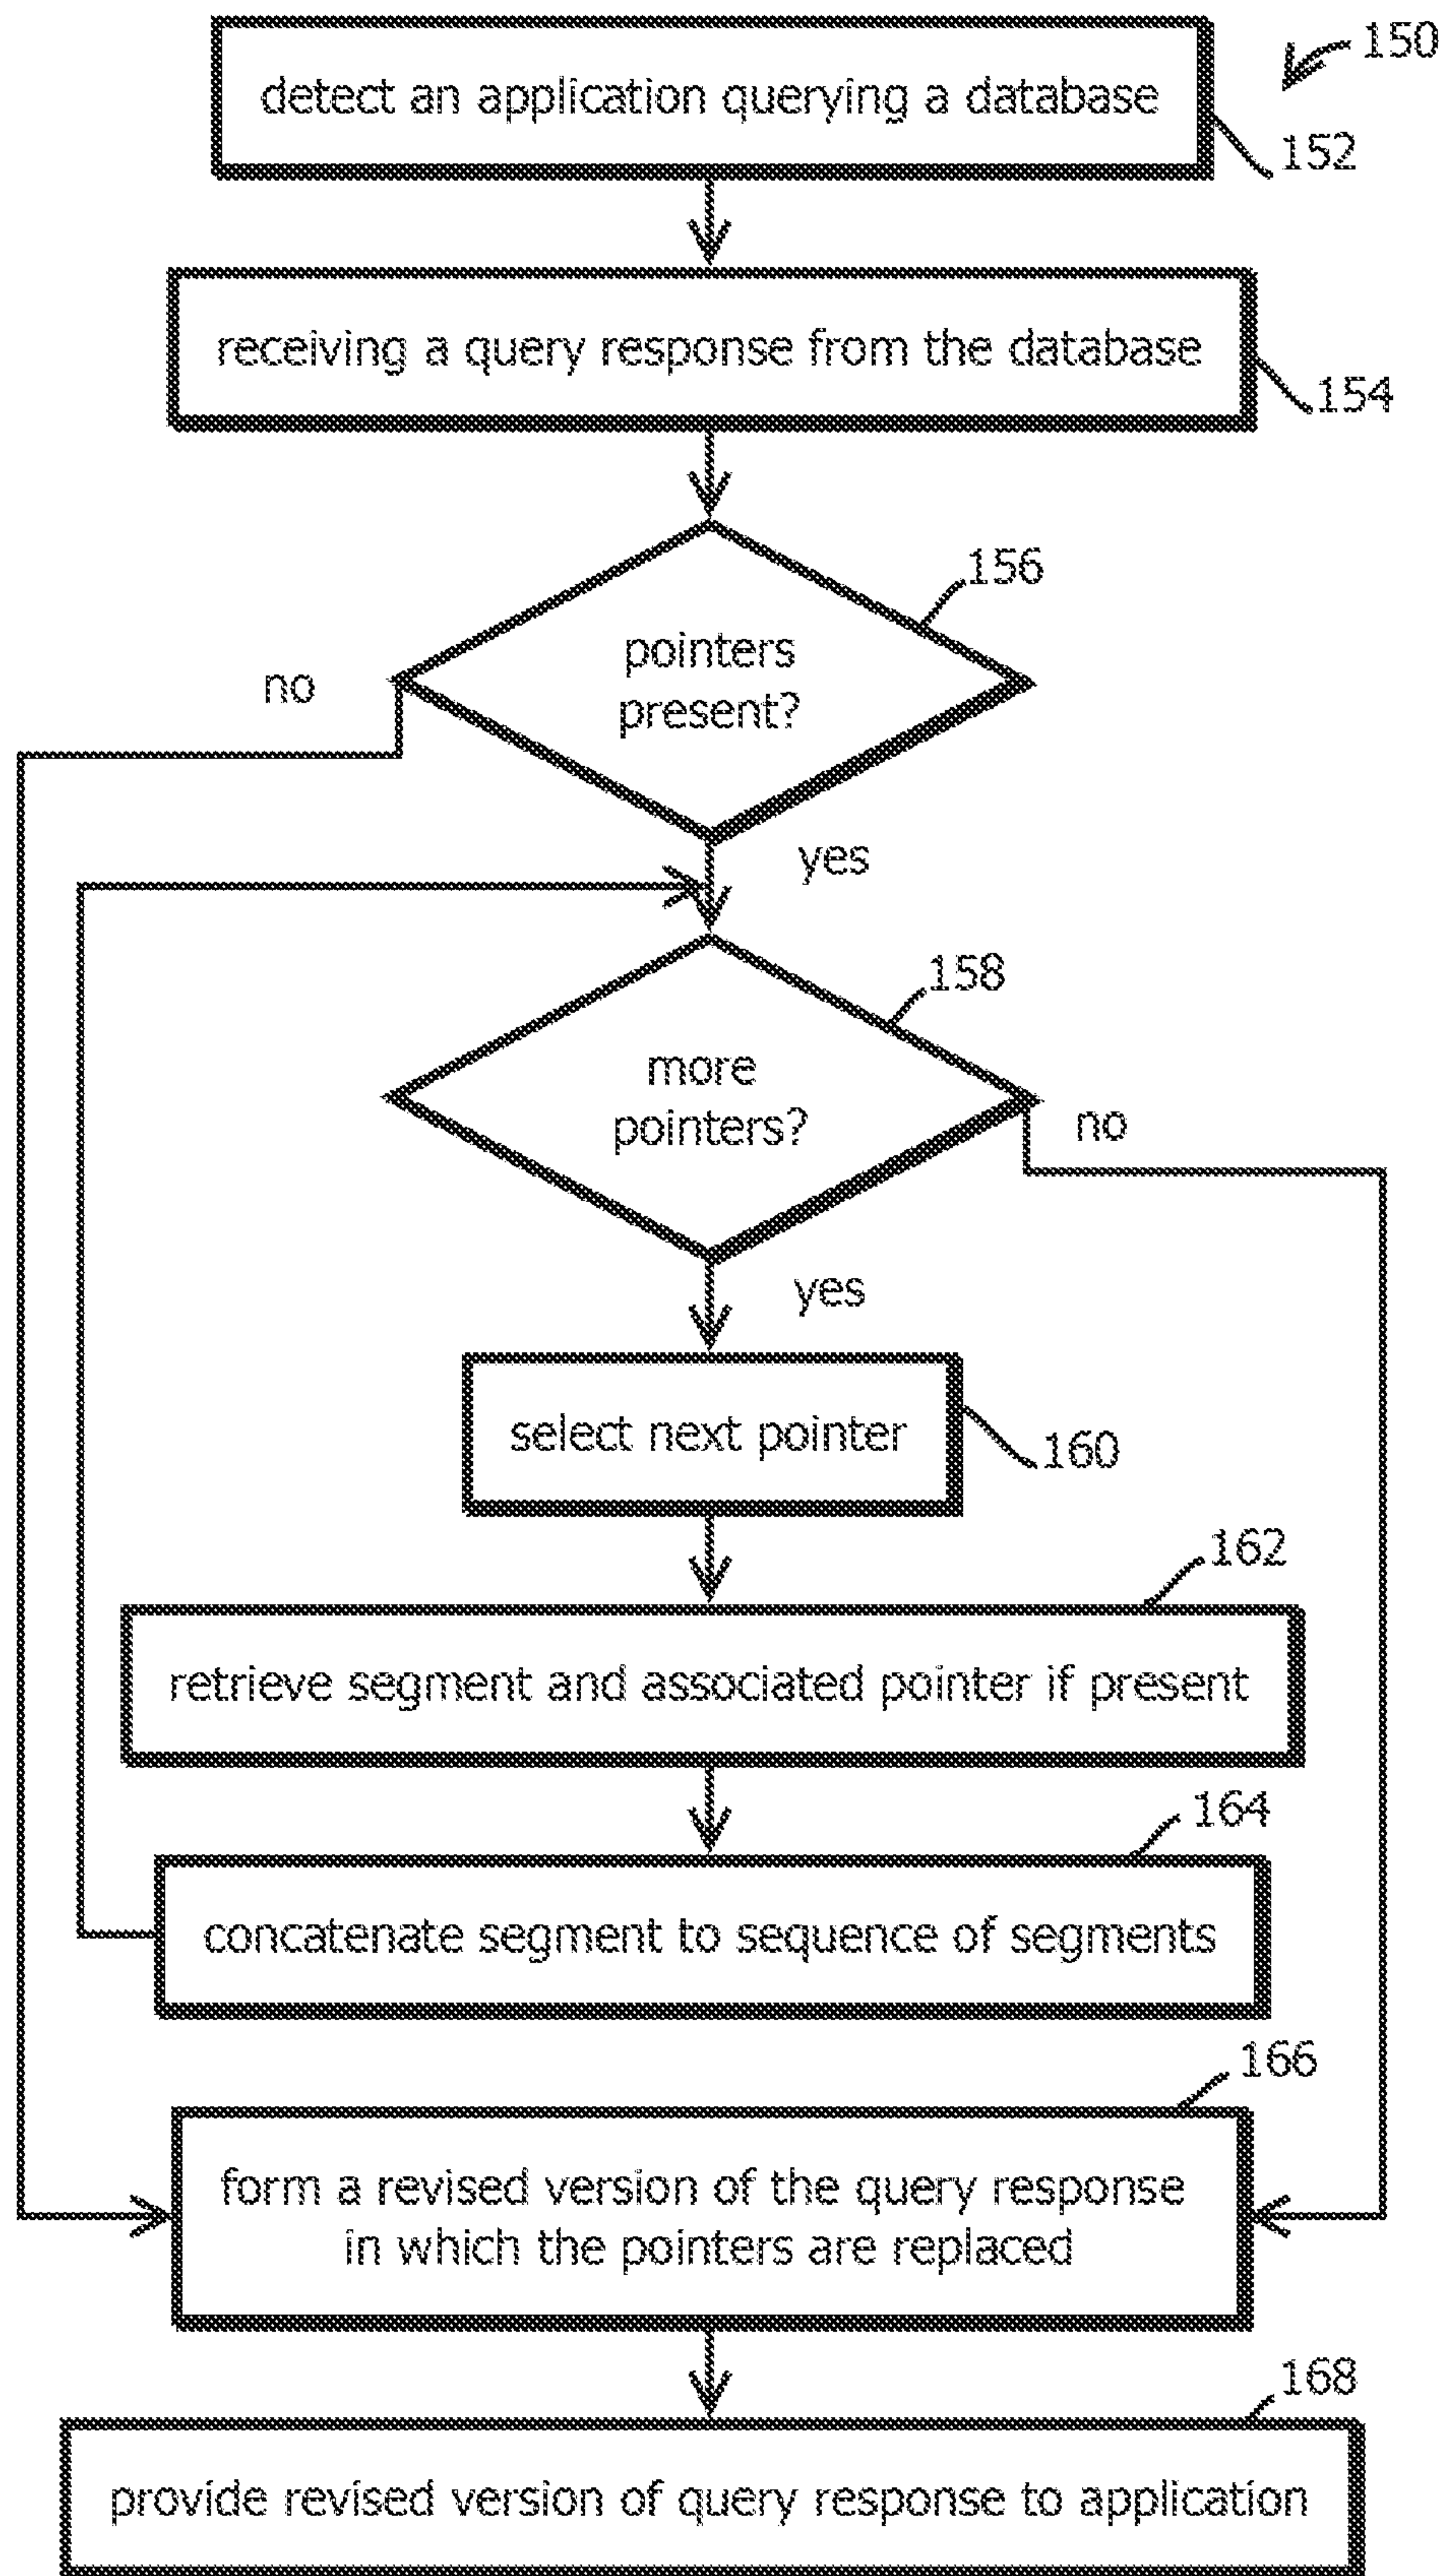 150
detect an application querying a database
152
receiving a query response from the database
154
156
pointers
present?
no
yes
158
more
pointers?
no
yes
select next pointer
160
162
retrieve segment and associated pointer if present
164
concatenate segment to sequence of segments
166
form a revised version of the query response
in which the pointers are replaced
168
provide revised version of query response to application